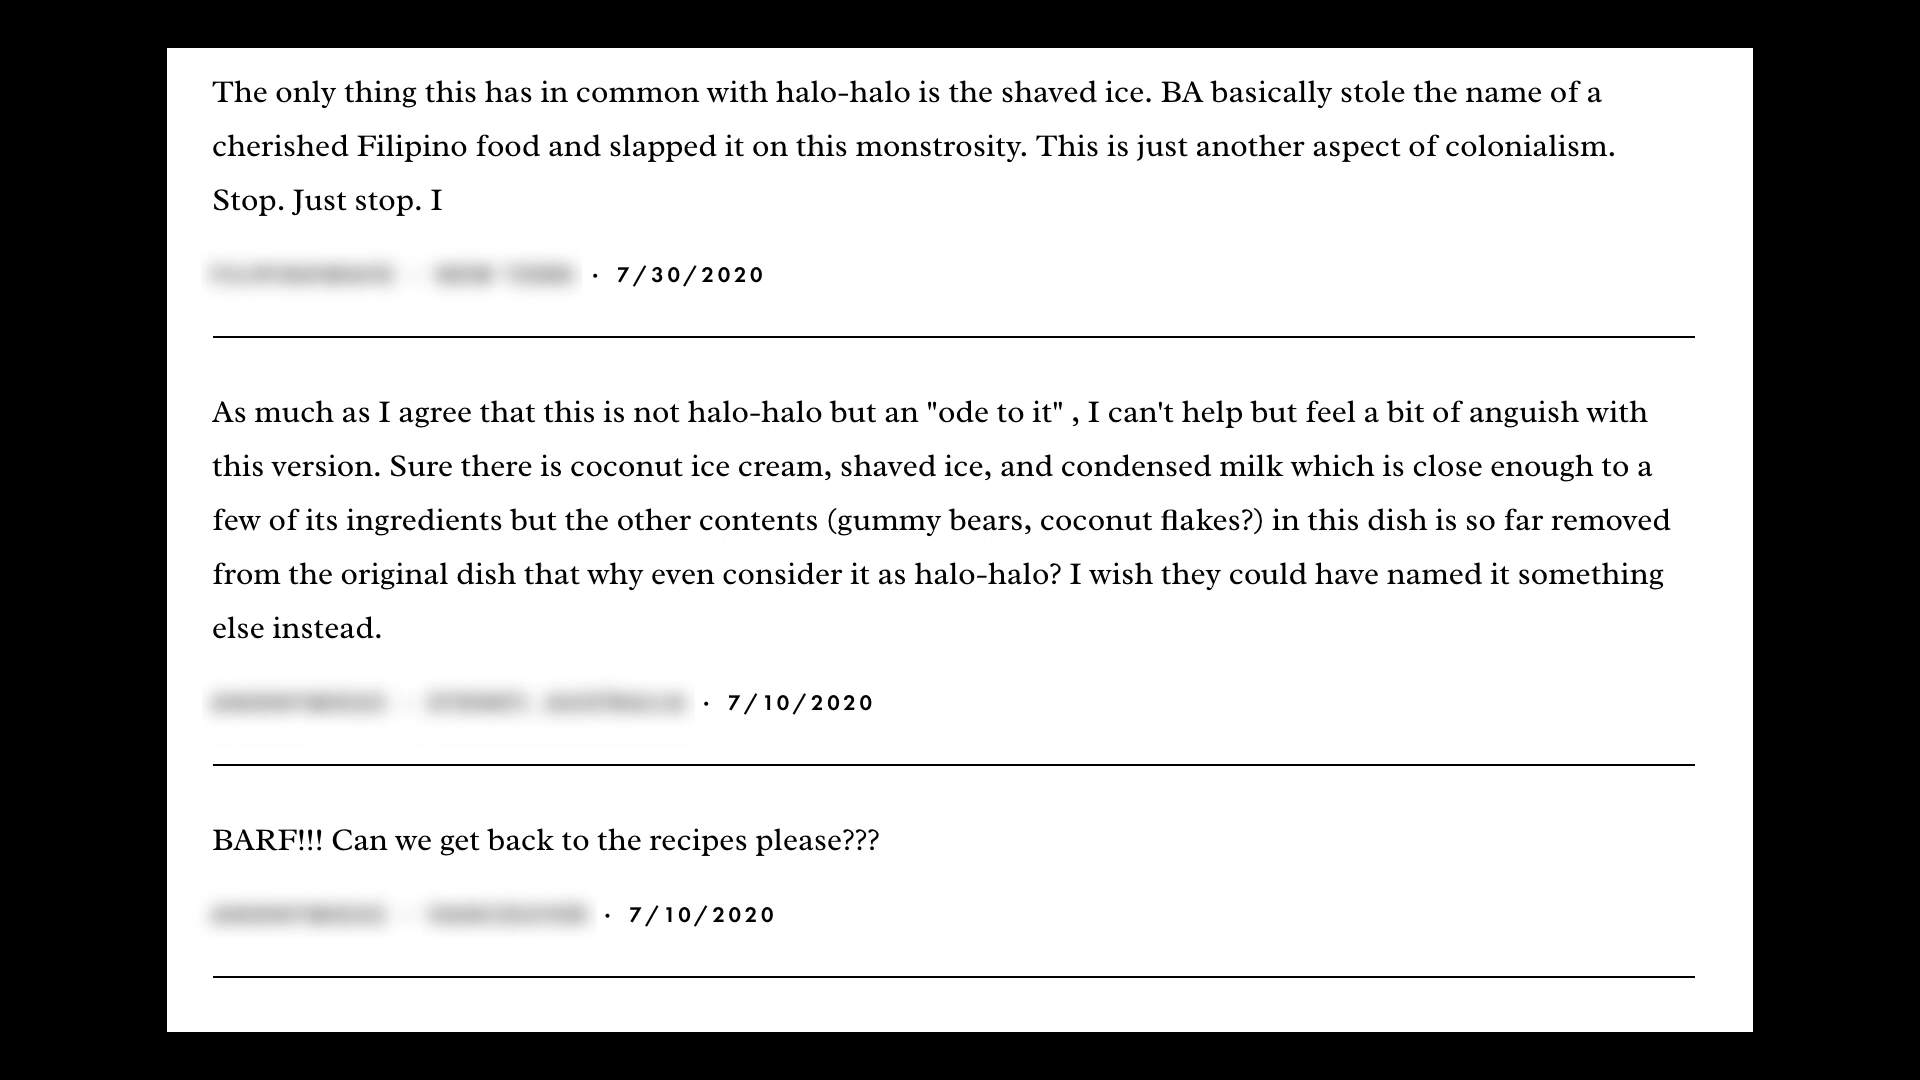 The only thing this has in common with halo-halo is the shaved ice. BA basically stole the name of a
cherished Filipino food and slapped it on this monstrosity. This is just another aspect of colonialism.
Stop. Just stop. I
· 7/30/2020
As much as I agree that this is not halo-halo but an "ode to it" , I can't help but feel a bit of anguish with
this version. Sure there is coconut ice cream, shaved ice, and condensed milk which is close enough to a
few of its ingredients but the other contents (gummy bears, coconut flakes?) in this dish is so far removed
from the original dish that why even consider it as halo-halo? I wish they could have named it something
else instead.
· 7/10/2020
BARF!!! Can we get back to the recipes please???
· 7/10/2020